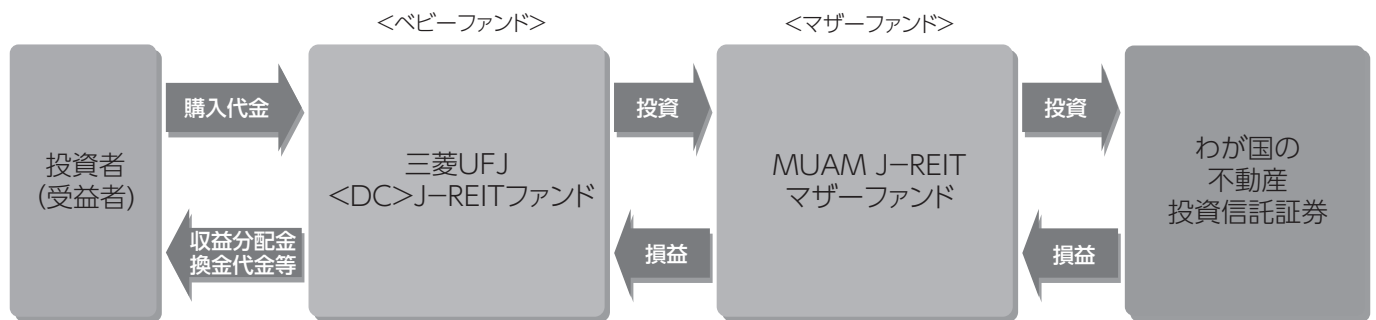 <ベビーファンド>
<マザーファンド>
投資者
(受益者)
購入代金
収益分配金
換金代金等
三菱UFJ
<DC>J-REITファンド
投資
損益
MUAM J-REIT
マザーファンド
投資
損益
わが国の
不動産
投資信託証券